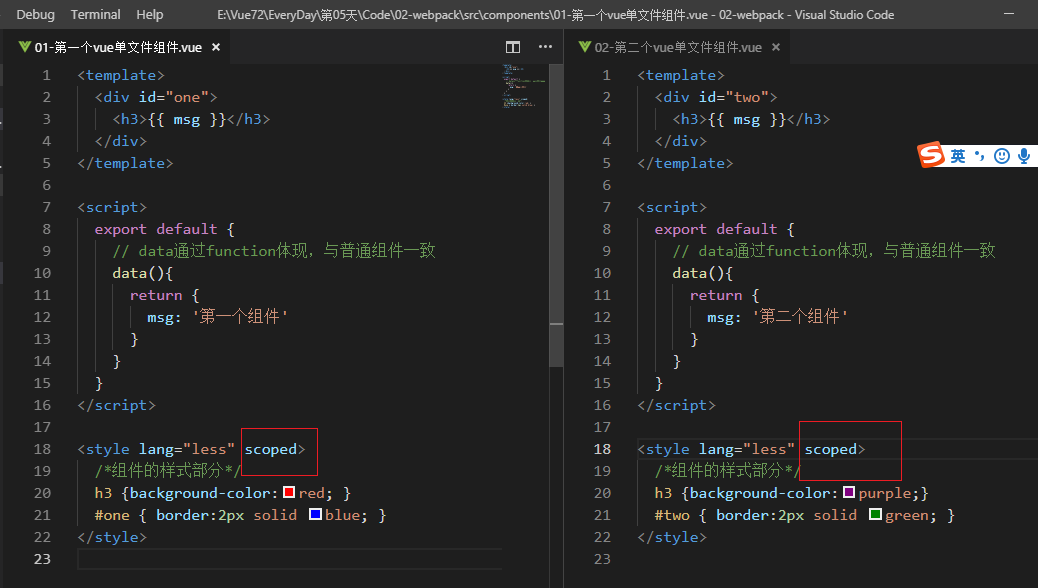 Debug Terminal Help E:\Vue72\EveryDay\第05天\Code\02-webpack\src\components\01-第一个vue单文件组件.vue - 02-webpack - Visual Studio Code
01-第一个vue单文件组件.vue ×
1 <template>
2 <div id="one">
3 <h3>{{ msg }}</h3>
4 </div>
5 </template>
6
7 <script>
8 export default {
9 // data通过function体现，与普通组件一致
10 data(){
11 return {
12 msg: '第一个组件'
13 }
14 }
15 }
16 </script>
17
18 <style lang="less" scoped>
19 /*组件的样式部分*/
20 h3 {background-color:red; }
21 #one { border:2px solid blue; }
22 </style>
23
02-第二个vue单文件组件.vue ×
1 <template>
2 <div id="two">
3 <h3>{{ msg }}</h3>
4 </div>
5 </template>
6
7 <script>
8 export default {
9 // data通过function体现，与普通组件一致
10 data(){
11 return {
12 msg: '第二个组件'
13 }
14 }
15 }
16 </script>
17
18 <style lang="less" scoped>
19 /*组件的样式部分*/
20 h3 {background-color:purple;}
21 #two { border:2px solid green; }
22 </style>
23
S 英